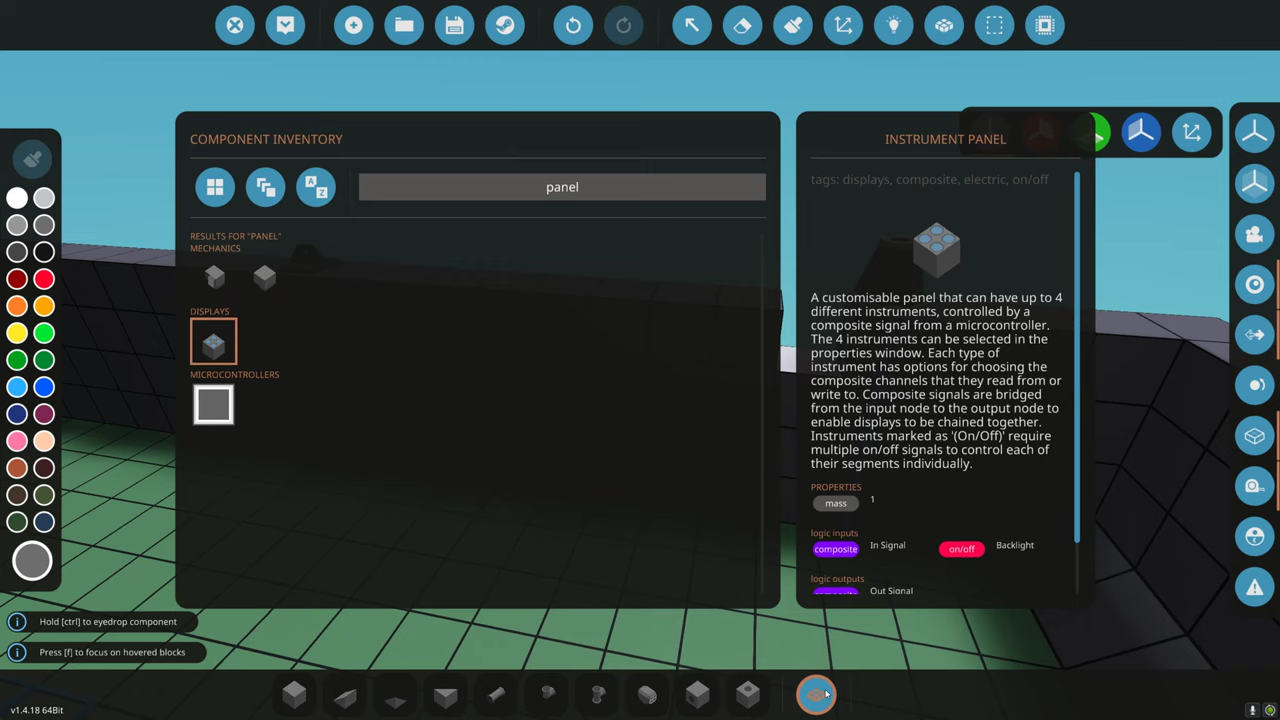 COMPONENT INVENTORY
panel
RESULTS FOR "PANEL"
MECHANICS
DISPLAYS
MICROCONTROLLERS
INSTRUMENT PANEL
tags: displays, composite, electric, on/off
A customisable panel that can have up to 4
different instruments, controlled by a
composite signal from a microcontroller.
The 4 instruments can be selected in the
properties window. Each type of
instrument has options for choosing the
composite channels that they read from or
write to. Composite signals are bridged
from the input node to the output node to
enable displays to be chained together.
Instruments marked as '(On/Off)' require
multiple on/off signals to control each of
their segments individually.
PROPERTIES
mass 1
logic inputs
composite In Signal on/off Backlight
logic outputs
composite Out Signal
Hold [ctrl] to eyedrop component
Press [f] to focus on hovered blocks
v1.4.18 64Bit